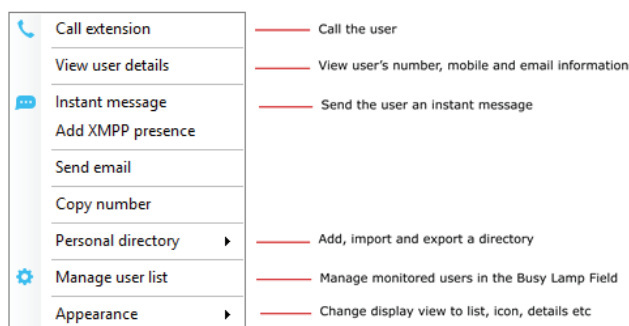 Call extension Call the user
View user details View user's number, mobile and email information
Instant message Send the user an instant message
Add XMPP presence
Send email
Copy number
Personal directory Add, import and export a directory
Manage user list Manage monitored users in the Busy Lamp Field
Appearance Change display view to list, icon, details etc